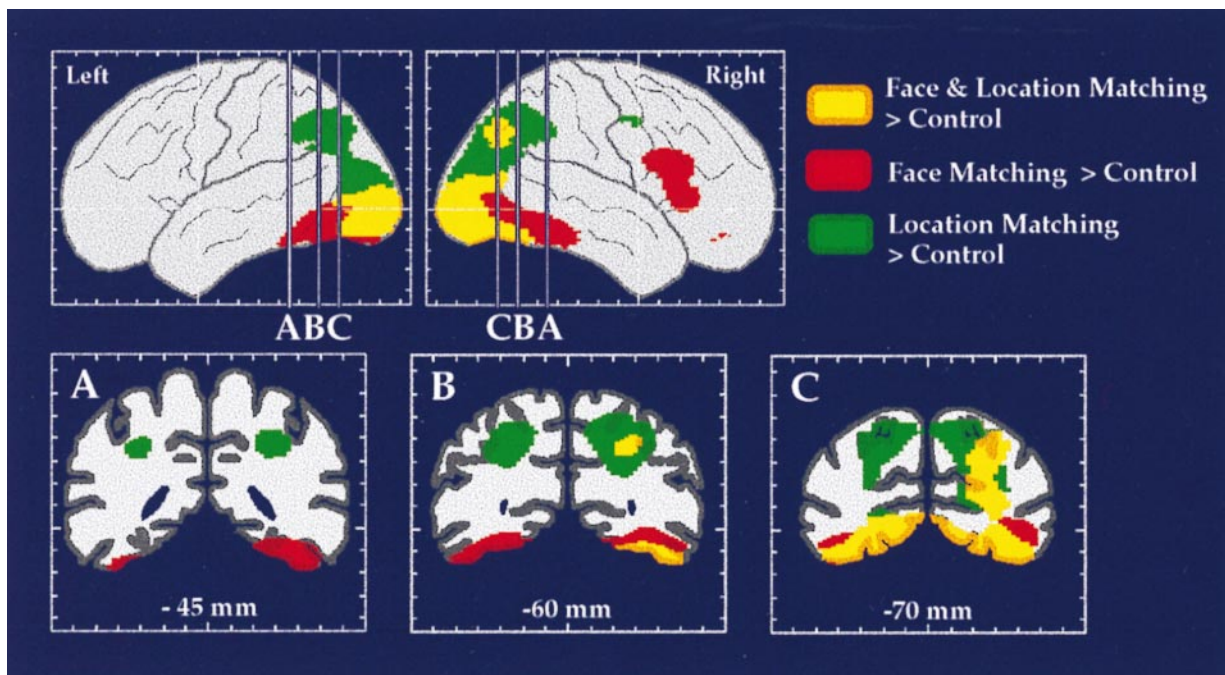 Left
Right
Face & Location Matching
> Control
Face Matching > Control
Location Matching
> Control
ABC
CBA
A
B
C
- 45 mm
-60 mm
-70 mm